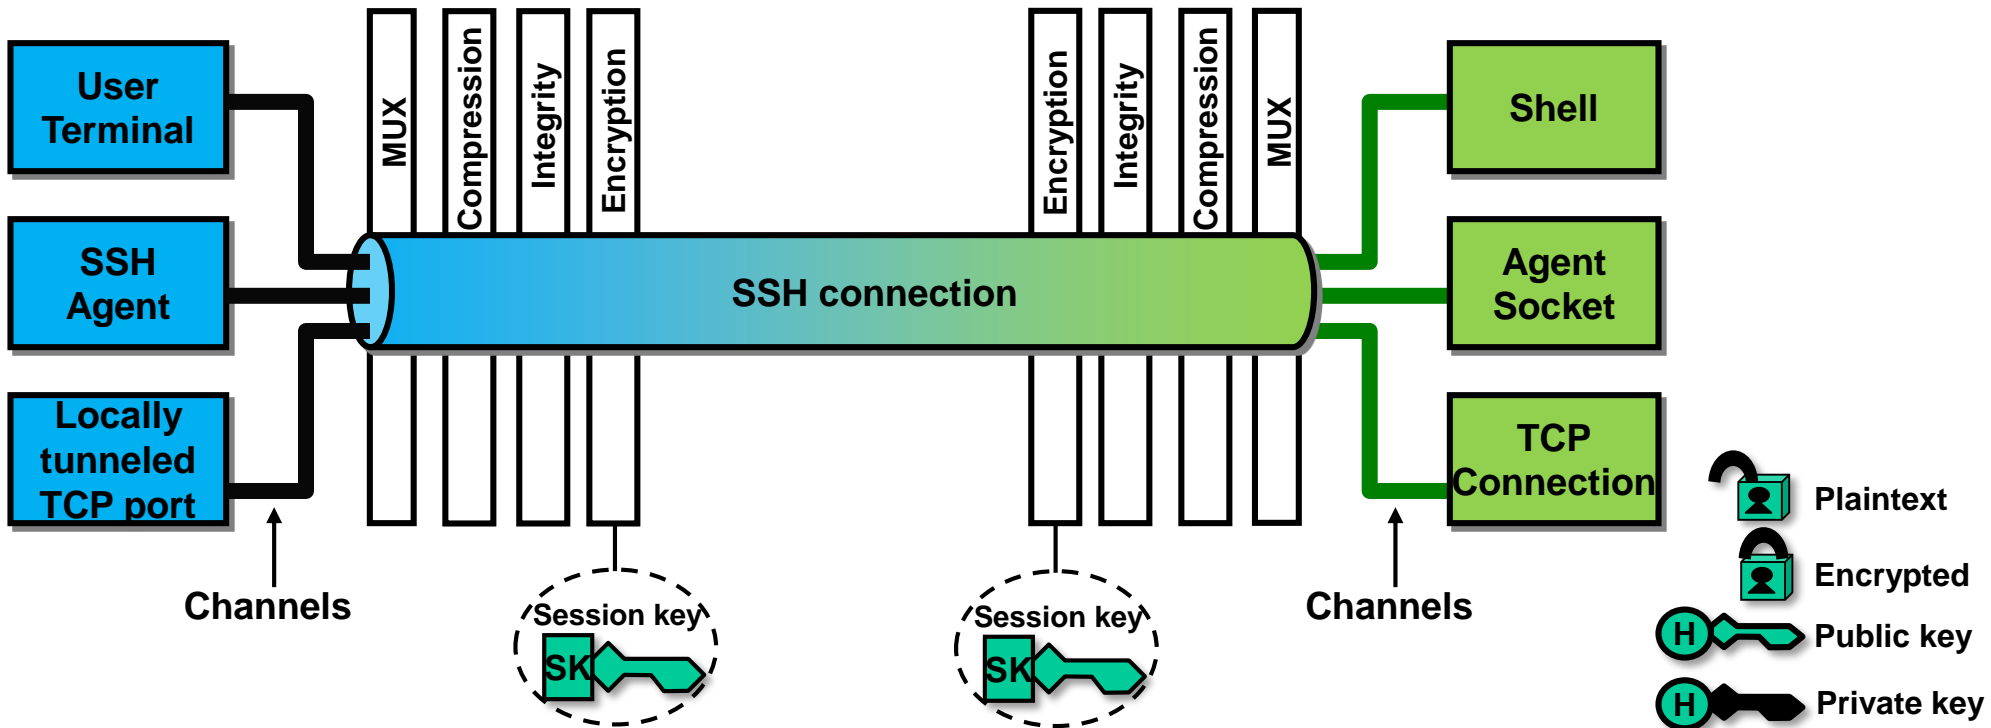 User
Terminal
SSH
Agent
Locally
tunneled
TCP port
Channels
MUX
Compression
Integrity
Encryption
SSH connection
Session key
SK
Encryption
Integrity
Compression
MUX
Session key
SK
Shell
Agent
Socket
TCP
Connection
Channels
Plaintext
Encrypted
H
Public key
H
Private key